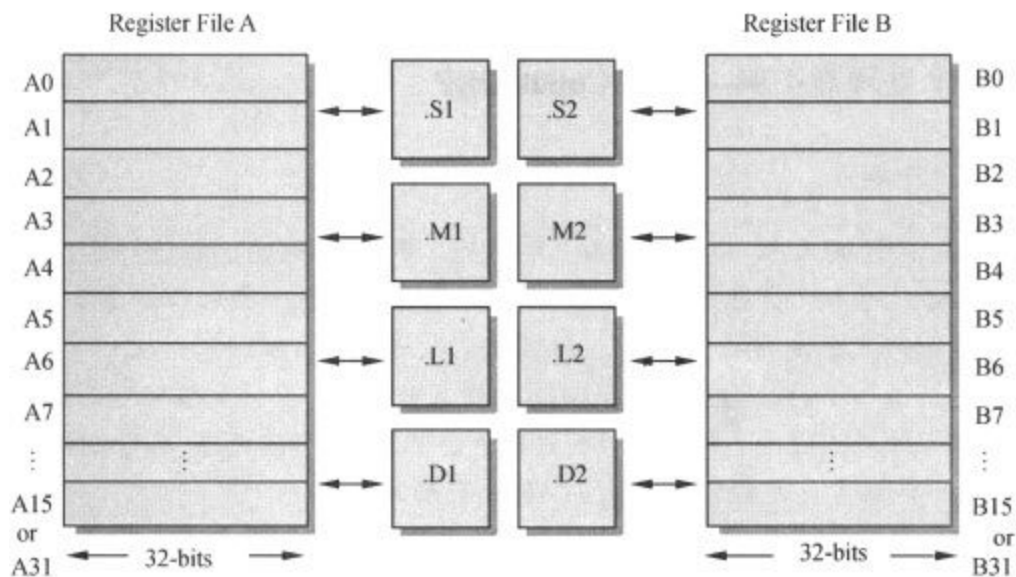 Register File A
Register File B
A0
A1
A2
A3
A4
A5
A6
A7
⋮
A15
or
A31
⋮
32-bits
.S1
.S2
.M1
.M2
.L1
.L2
.D1
.D2
B0
B1
B2
B3
B4
B5
B6
B7
⋮
B15
or
B31
⋮
32-bits